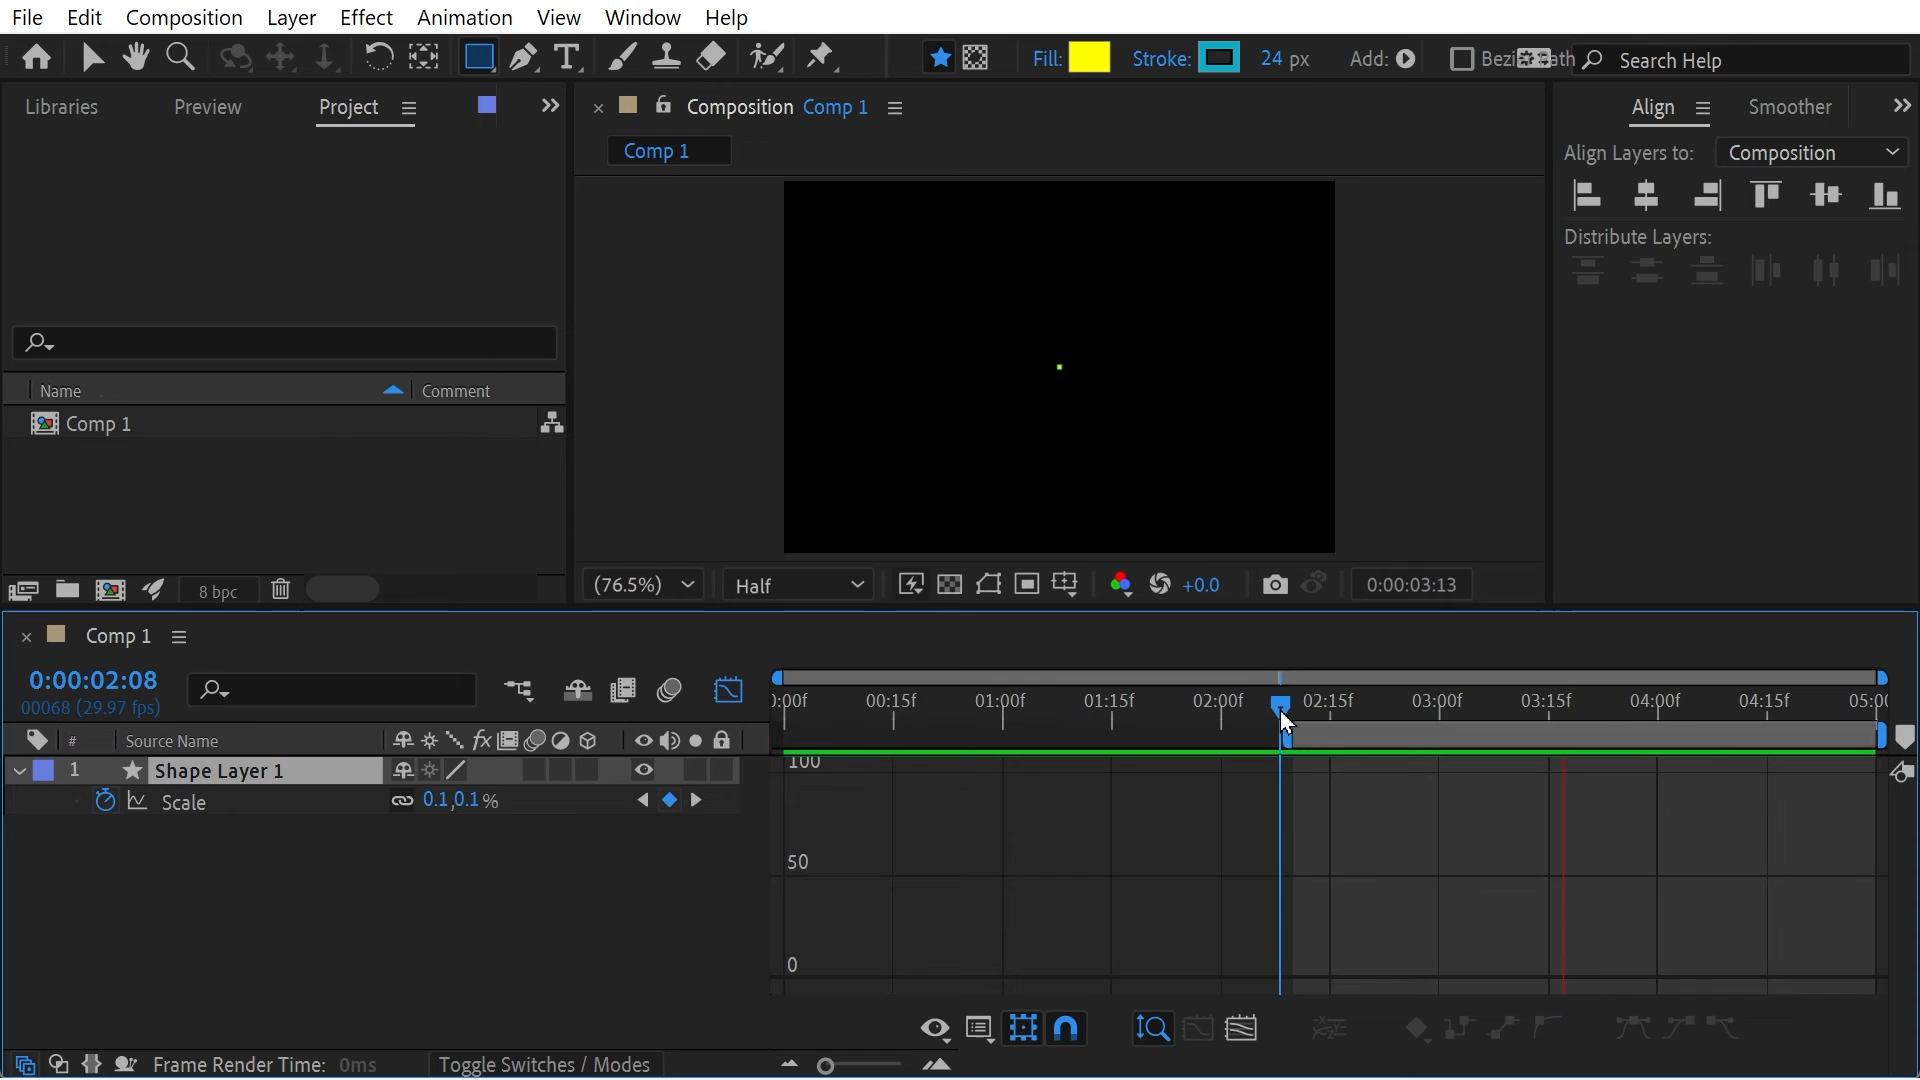 File Edit Composition Layer Effect Animation View Window Help
Fill: Stroke: 24 px Add: Search Help
Libraries Preview Project
Composition Comp 1
Align Smoother
Comp 1
Align Layers to: Composition
Distribute Layers:
Name Comment
Comp 1
8 bpc
(76.5%) Half +0.0 0:00:03:13
Comp 1
0:00:02:08
00068 (29.97 fps)
00:15f 01:00f 01:15f 02:00f 02:15f 03:00f 03:15f 04:00f 04:15f
# Source Name fx
1 Shape Layer 1
Scale 0.1,0.1%
100
50
0
Frame Render Time: 0ms Toggle Switches / Modes